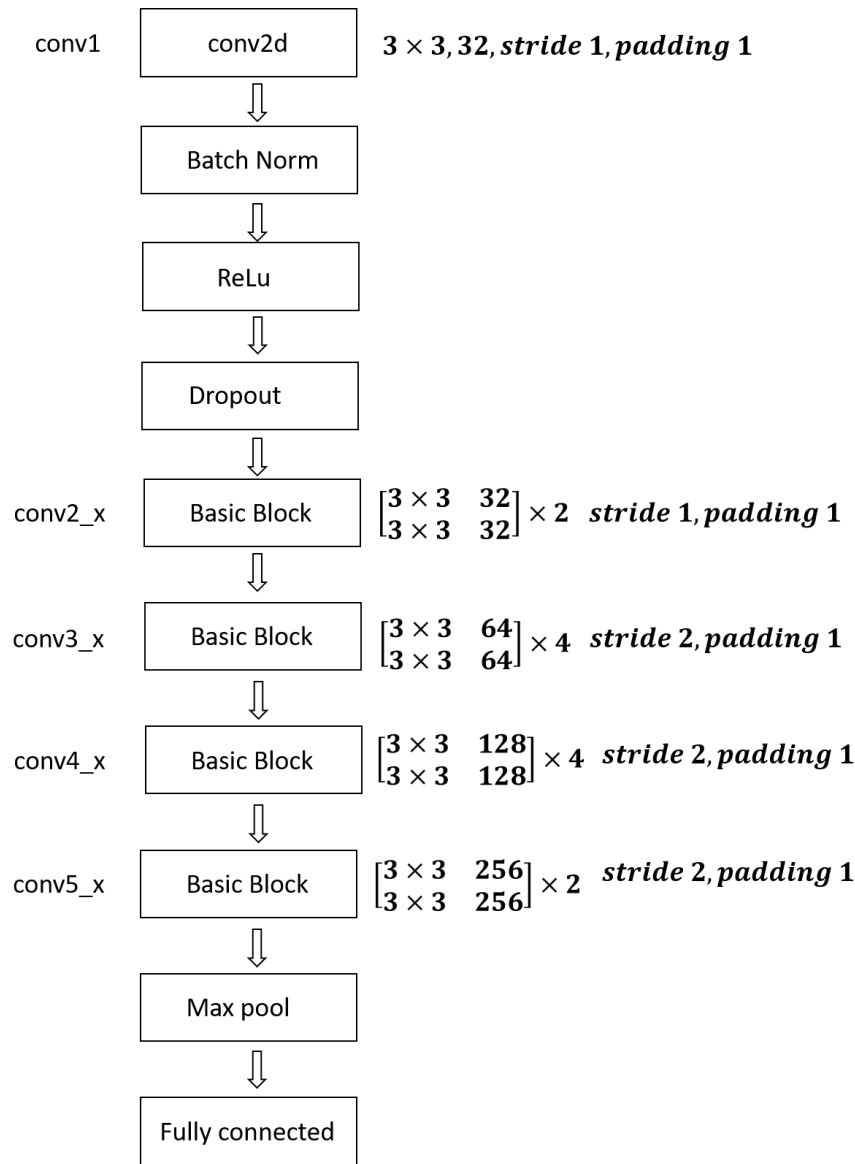 conv1 conv2d 3 × 3, 32, stride 1, padding 1
Batch Norm
ReLu
Dropout
conv2_x Basic Block [3 × 3 32
3 × 3 32] × 2 stride 1, padding 1
conv3_x Basic Block [3 × 3 64
3 × 3 64] × 4 stride 2, padding 1
conv4_x Basic Block [3 × 3 128
3 × 3 128] × 4 stride 2, padding 1
conv5_x Basic Block [3 × 3 256
3 × 3 256] × 2 stride 2, padding 1
Max pool
Fully connected